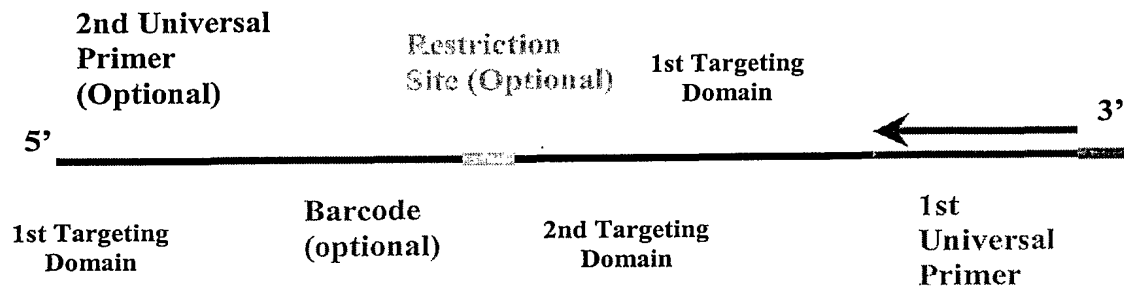 2nd Universal
Primer
(Optional)
Restriction
Site (Optional)
1st Targeting
Domain
5’
3’
1st Targeting
Domain
Barcode
(optional)
2nd Targeting
Domain
1st
Universal
Primer